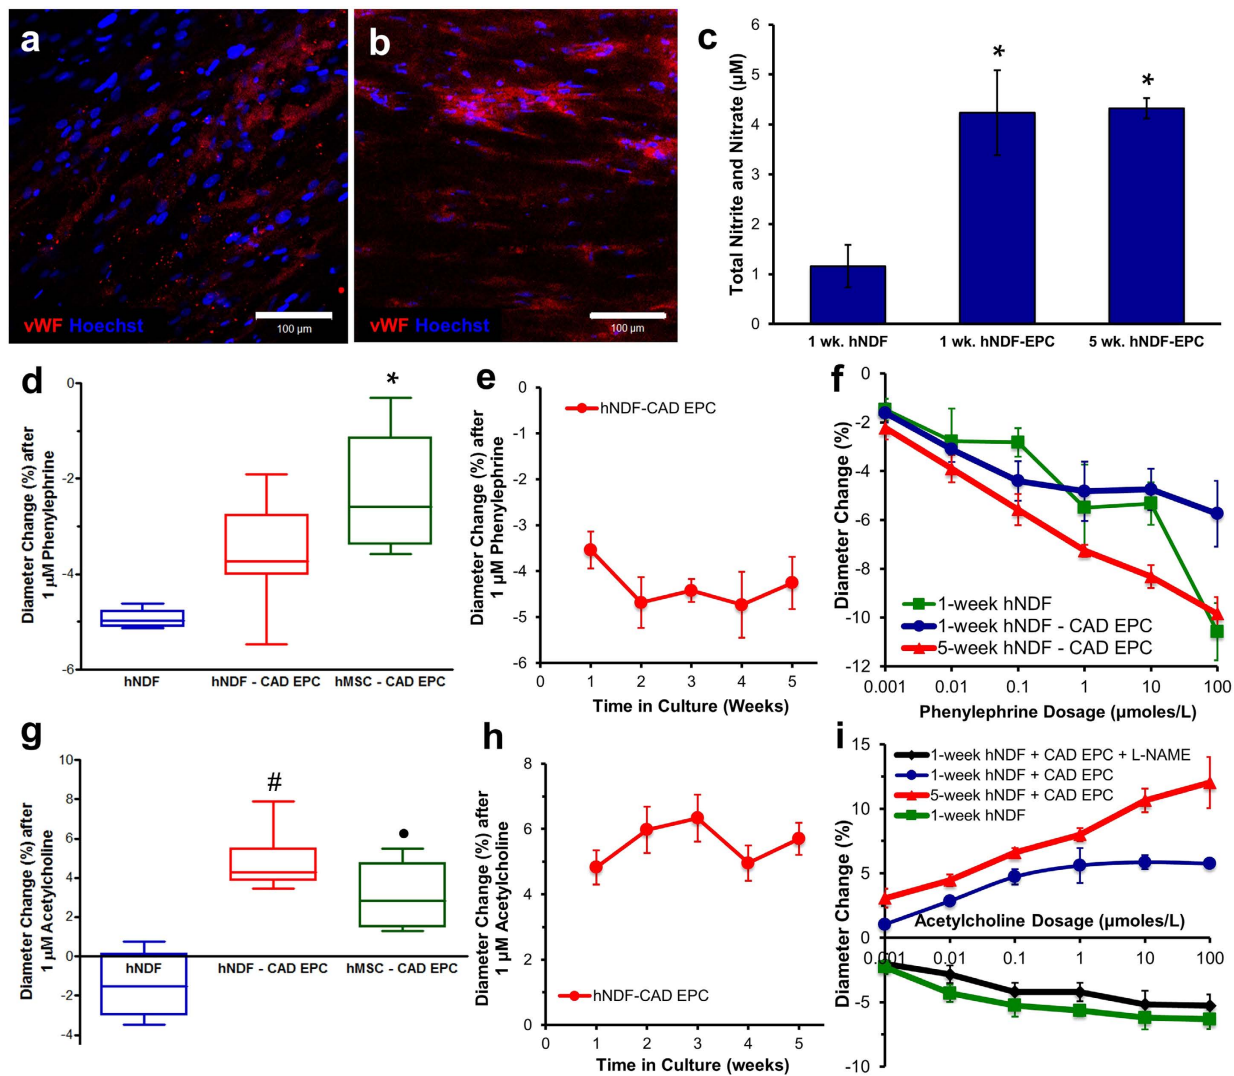 a
vWF Hoechst
100 µm
b
vWF Hoechst
100 µm
c
Total Nitrite and Nitrate (µM)
6
5
4
3
2
1
0
*
*
1 wk. hNDF
1 wk. hNDF-EPC
5 wk. hNDF-EPC
d
Diameter Change (%) after
1 µM Phenylephrine
0
-2
-4
-6
*
hNDF
hNDF - CAD EPC
hMSC - CAD EPC
e
Diameter Change (%) after
1 µM Phenylephrine
0
-1
-2
-3
-4
-5
-6
hNDF-CAD EPC
0 1 2 3 4 5
Time in Culture (Weeks)
f
Diameter Change (%)
0
-2
-4
-6
-8
-10
-12
1-week hNDF
1-week hNDF - CAD EPC
5-week hNDF - CAD EPC
0.001 0.01 0.1 1 10 100
Phenylephrine Dosage (µmoles/L)
g
Diameter Change (%) after
1 µM Acetylcholine
10
8
6
4
2
0
-2
-4
#
•
hNDF
hNDF - CAD EPC
hMSC - CAD EPC
h
Diameter Change (%) after
1 µM Acetylcholine
8
6
4
2
0
hNDF-CAD EPC
0 1 2 3 4 5
Time in Culture (weeks)
i
Diameter Change (%)
15
10
5
0
-5
-10
1-week hNDF + CAD EPC + L-NAME
1-week hNDF + CAD EPC
5-week hNDF + CAD EPC
1-week hNDF
Acetylcholine Dosage (µmoles/L)
0.001 0.01 0.1 1 10 100